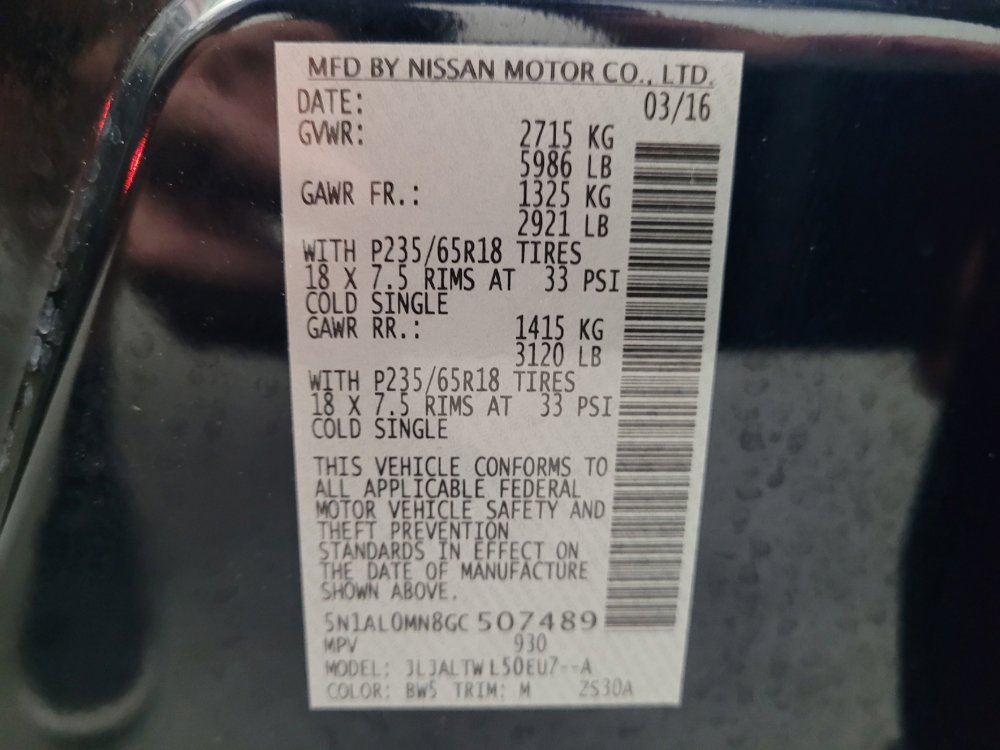 MFD BY NISSAN MOTOR CO., LTD.
DATE: 03/16
GVWR: 2715 KG
5986 LB
GAWR FR.: 1325 KG
2921 LB
WITH P235/65R18 TIRES
18 X 7.5 RIMS AT 33 PSI
COLD SINGLE
GAWR RR.: 1415 KG
3120 LB
WITH P235/65R18 TIRES
18 X 7.5 RIMS AT 33 PSI
COLD SINGLE
THIS VEHICLE CONFORMS TO
ALL APPLICABLE FEDERAL
MOTOR VEHICLE SAFETY AND
THEFT PREVENTION
STANDARDS IN EFFECT ON
THE DATE OF MANUFACTURE
SHOWN ABOVE.
5N1AL0MN8GC 507489
MPV 930
MODEL: JLJALTW L50EU7--A
COLOR: BW5 TRIM: M 2S30A